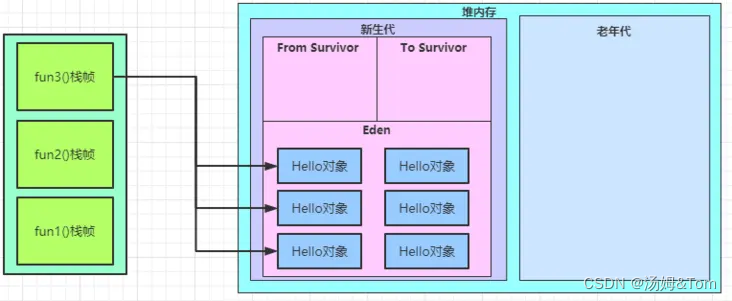 堆内存
新生代
老年代
From Survivor
To Survivor
fun3()栈帧
fun2()栈帧
fun1()栈帧
Eden
Hello对象
Hello对象
Hello对象
Hello对象
Hello对象
Hello对象
CSDN @汤姆&Tom